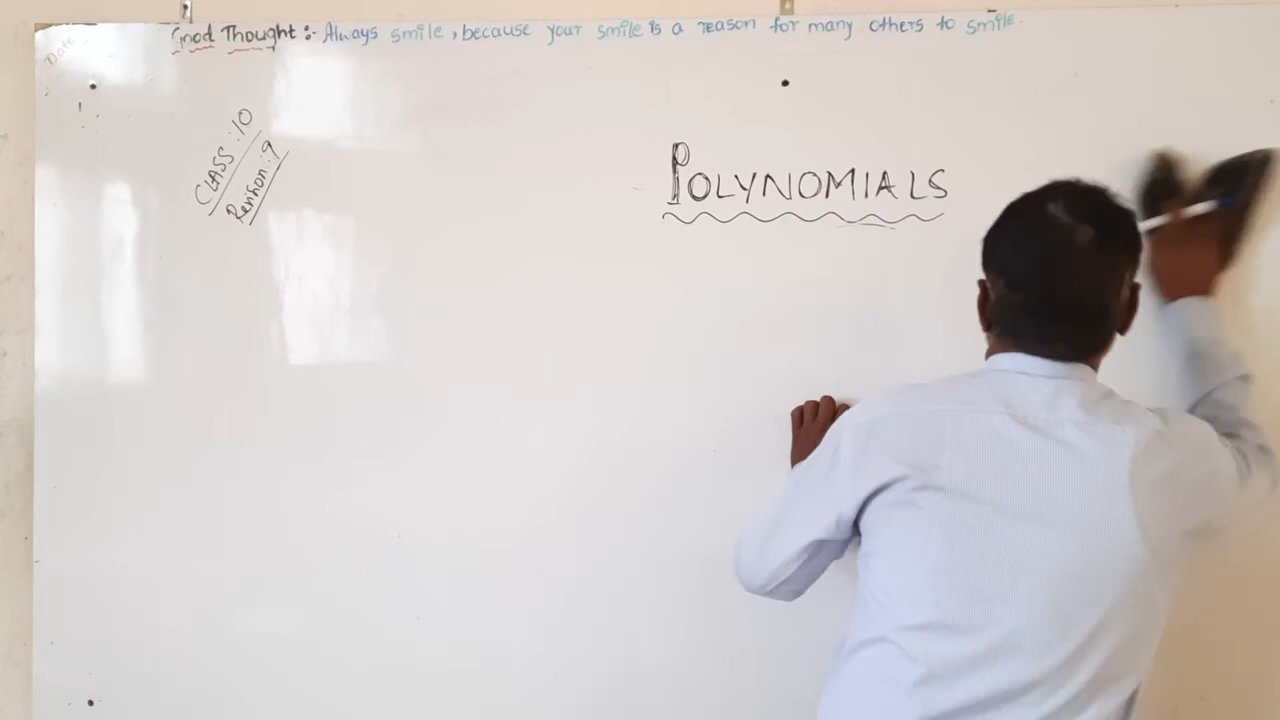 Good Thought :- Always smile, because your smile is a reason for many others to smile.
Date
CLASS : 10
Revision : 9
POLYNOMIALS